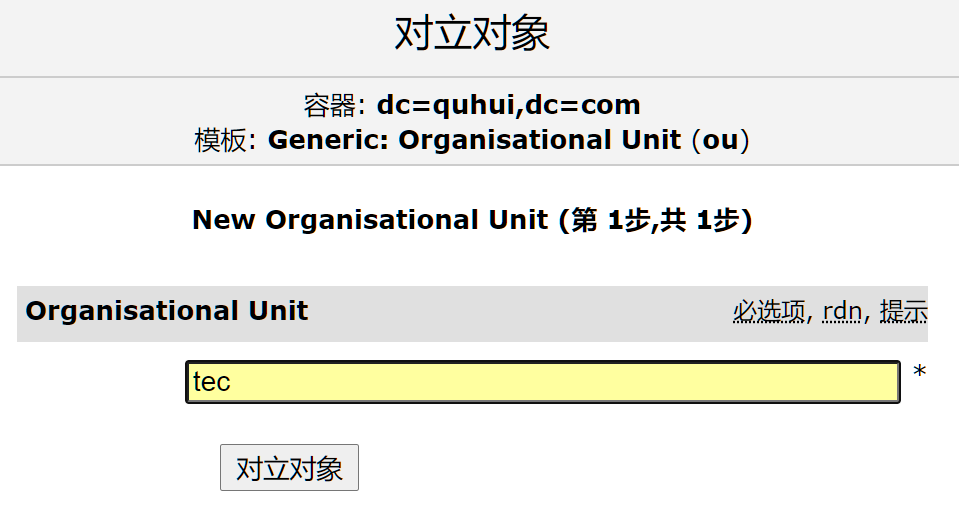 对立对象
容器: dc=quhui,dc=com
模板: Generic: Organisational Unit (ou)
New Organisational Unit (第 1步,共 1步)
Organisational Unit 必选项, rdn, 提示
tec *
对立对象